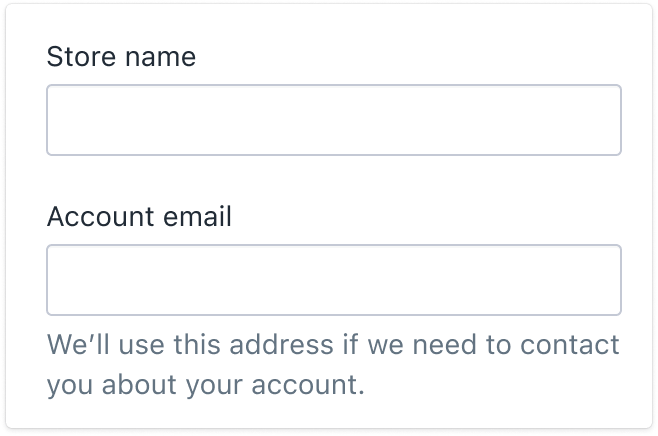 Store name
Account email
We’ll use this address if we need to contact
you about your account.